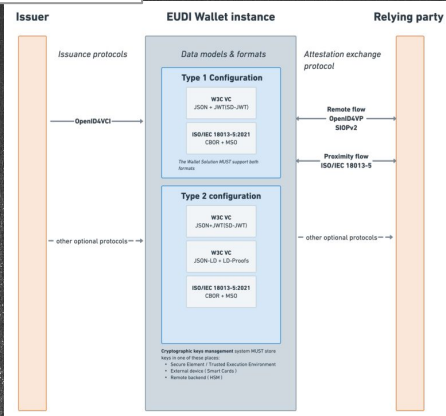 Issuer
EUDI Wallet instance
Relying party
Issuance protocols
Data models & formats
Attestation exchange
protocol
Type 1 Configuration
W3C VC
JSON + JWT(SD-JWT)
ISO/IEC 18013-5:2021
CBOR + MSO
The Wallet Solution MUST support both
formats.
OpenID4VCI
Remote flow
OpenID4VP
SIOPv2
Proximity flow
ISO/IEC 18013-5
Type 2 configuration
W3C VC
JSON+JWT(SD-JWT)
W3C VC
JSON-LD + LD-Proofs
ISO/IEC 18013-5:2021
CBOR + MSO
other optional protocols
other optional protocols
Cryptographic keys management system MUST store
keys in one of these places:
• Secure Element / Trusted Execution Environment
• External device ( Smart Cards )
• Remote backend ( HSM )